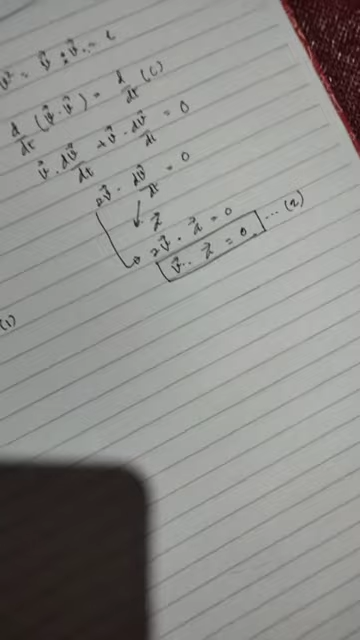 v² = v⃗ · v⃗ = c
d/dt (v⃗ · v⃗) = d/dt (c)
v⃗ · dv⃗/dt + v⃗ · dv⃗/dt = 0
2v⃗ · dv⃗/dt = 0
a⃗
2v⃗ · a⃗ = 0
v⃗ · a⃗ = 0 ... (2)
(1)